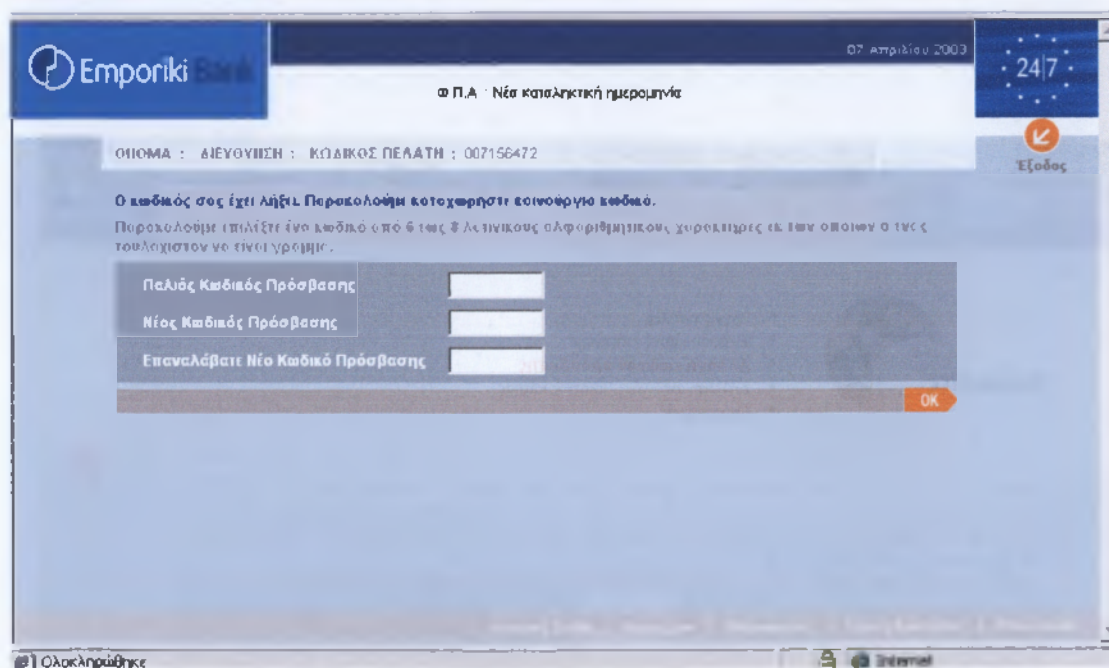 07 Απριλίου 2003
Emporiki Bank
24|7
Φ Π.Α : Νέα καταληκτική ημερομηνία
Έξοδος
ΟΝΟΜΑ : ΔΙΕΥΘΥΝΣΗ : ΚΩΔΙΚΟΣ ΠΕΛΑΤΗ : 007156472
Ο κωδικός σας έχει λήξει. Παρακαλούμε καταχωρήστε καινούργιο κωδικό.
Παρακαλούμε επιλέξτε ένα κωδικό από 6 έως 8 λατινικούς αλφαριθμητικούς χαρακτήρες εκ των οποίων ο ένας
τουλάχιστον να είναι γράμμα.
Παλιός Κωδικός Πρόσβασης
Νέος Κωδικός Πρόσβασης
Επαναλάβατε Νέο Κωδικό Πρόσβασης
OK
Ολοκληρώθηκε
Internet